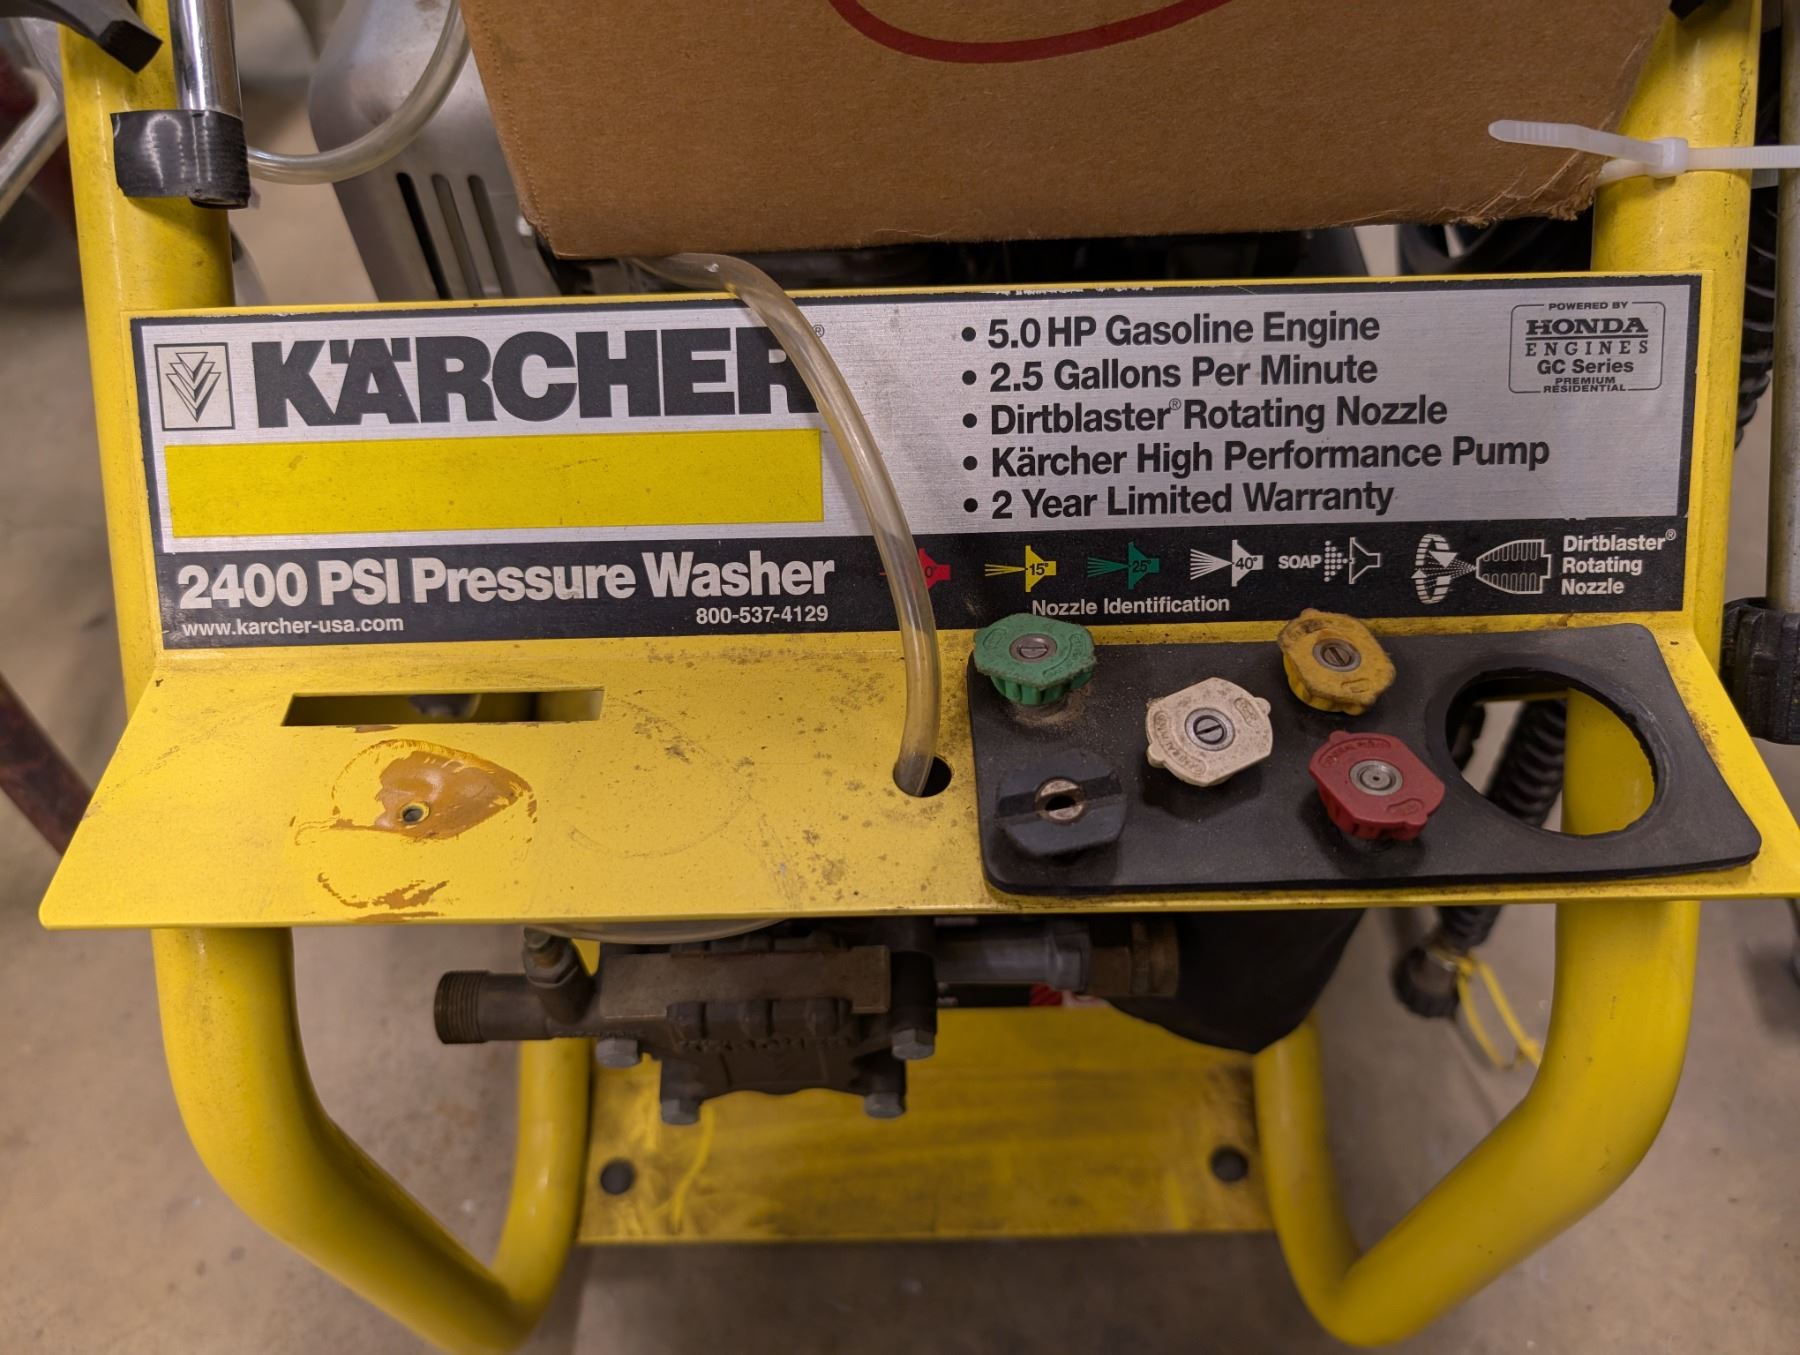 KÄRCHER®
• 5.0 HP Gasoline Engine
• 2.5 Gallons Per Minute
• Dirtblaster® Rotating Nozzle
• Kärcher High Performance Pump
• 2 Year Limited Warranty
POWERED BY
HONDA
ENGINES
GC Series
PREMIUM
RESIDENTIAL
2400 PSI Pressure Washer
www.karcher-usa.com
800-537-4129
0°
15°
25°
40°
SOAP
Nozzle Identification
Dirtblaster®
Rotating
Nozzle